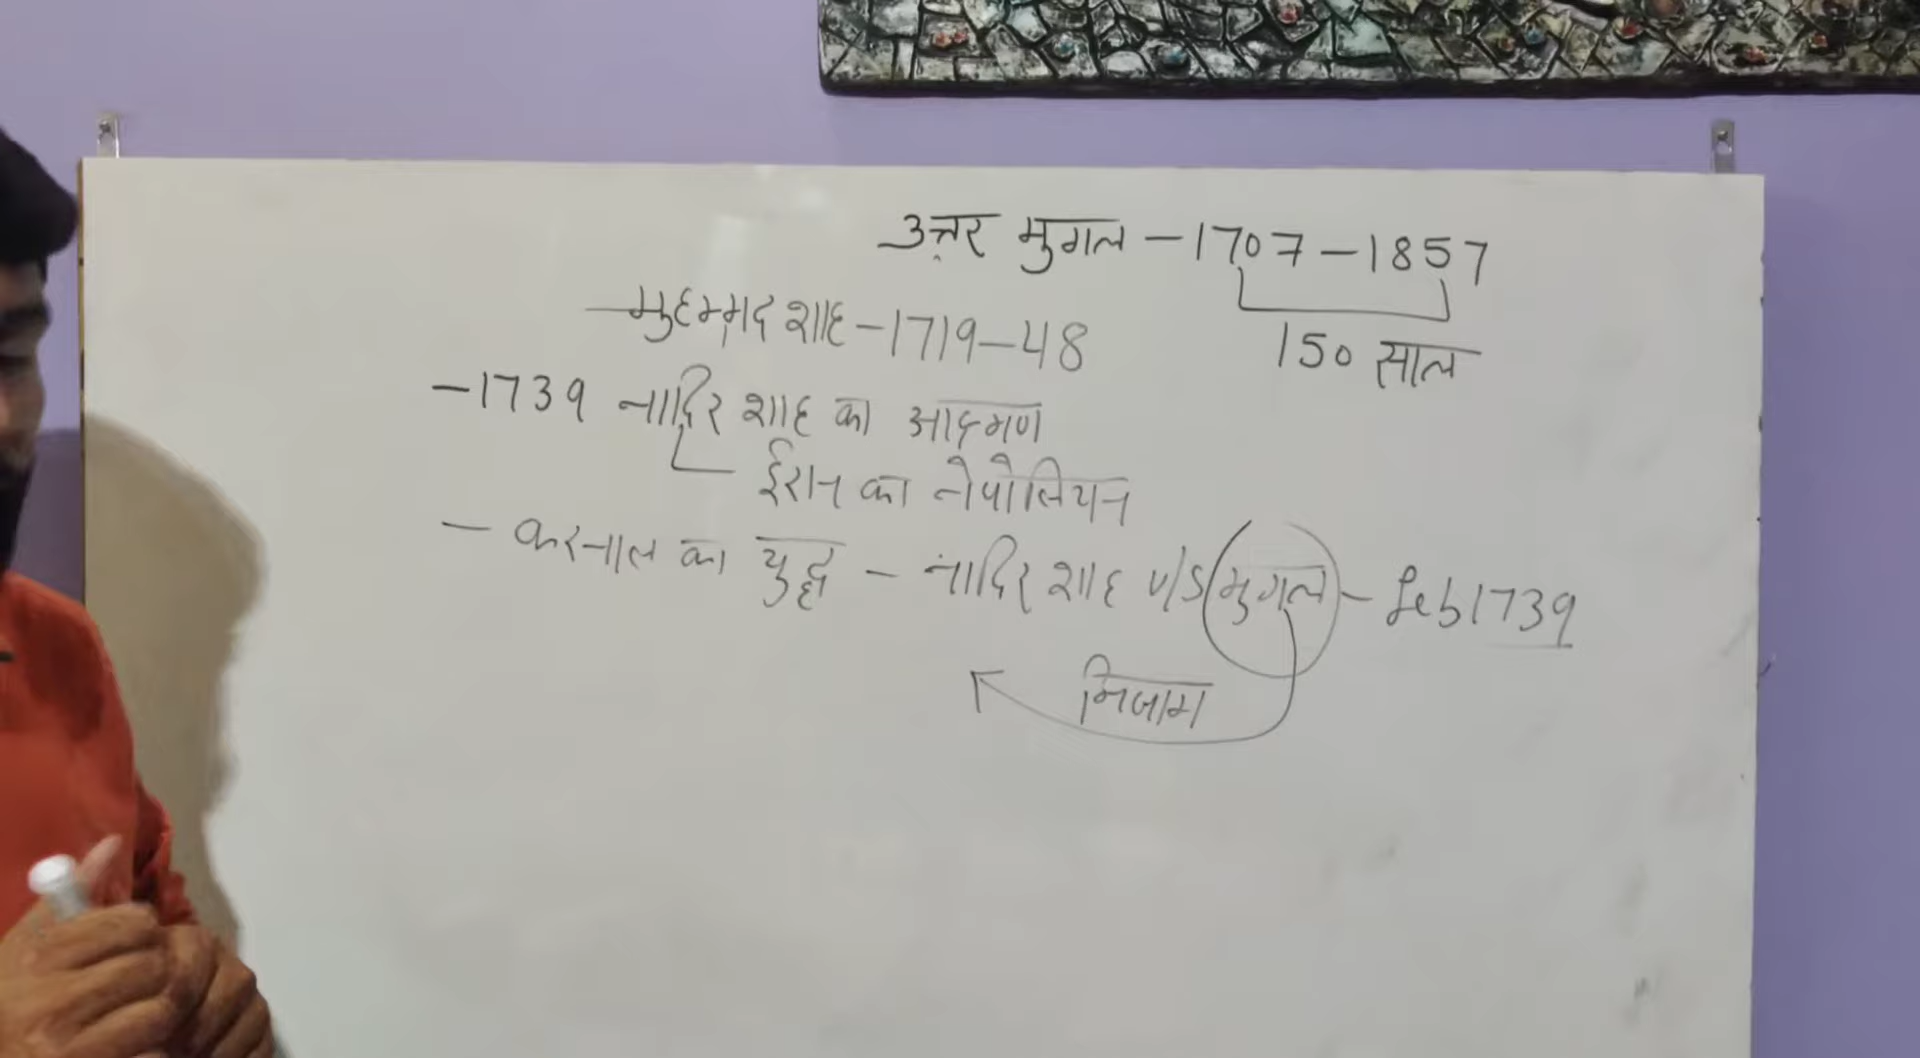 उत्तर मुगल – 1707 – 1857
150 साल
– मुहम्मद शाह – 1719 – 48
– 1739 नादिर शाह का आक्रमण
ईरान का नेपोलियन
– करनाल का युद्ध – नादिर शाह v/s मुगल – feb 1739
निजाम